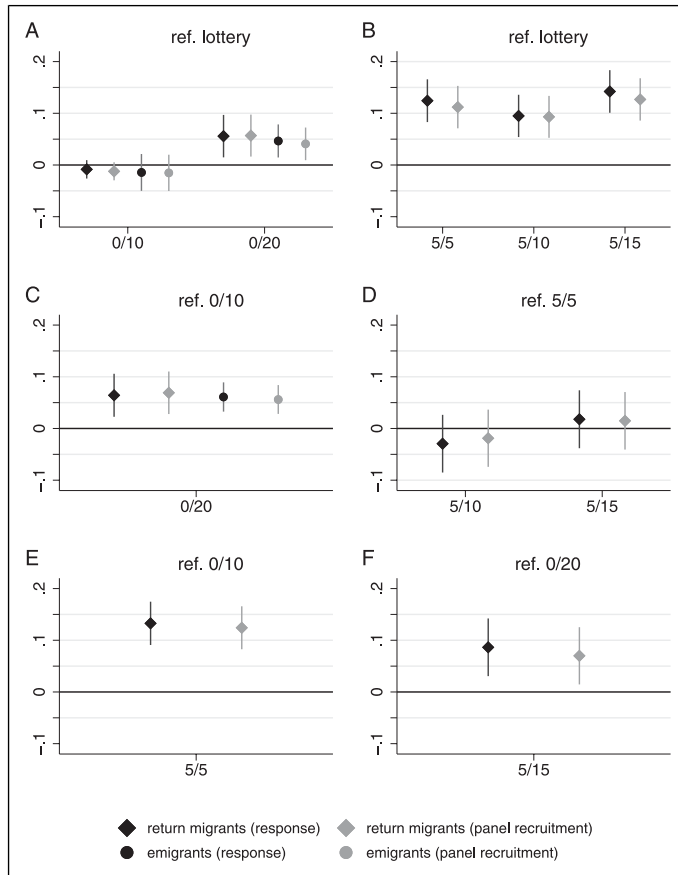 A
ref. lottery
.2
.1
0
-.1
0/10 0/20
B
ref. lottery
.2
.1
0
-.1
5/5 5/10 5/15
C
ref. 0/10
.2
.1
0
-.1
0/20
D
ref. 5/5
.2
.1
0
-.1
5/10 5/15
E
ref. 0/10
.2
.1
0
-.1
5/5
F
ref. 0/20
.2
.1
0
-.1
5/15
return migrants (response) return migrants (panel recruitment)
emigrants (response) emigrants (panel recruitment)